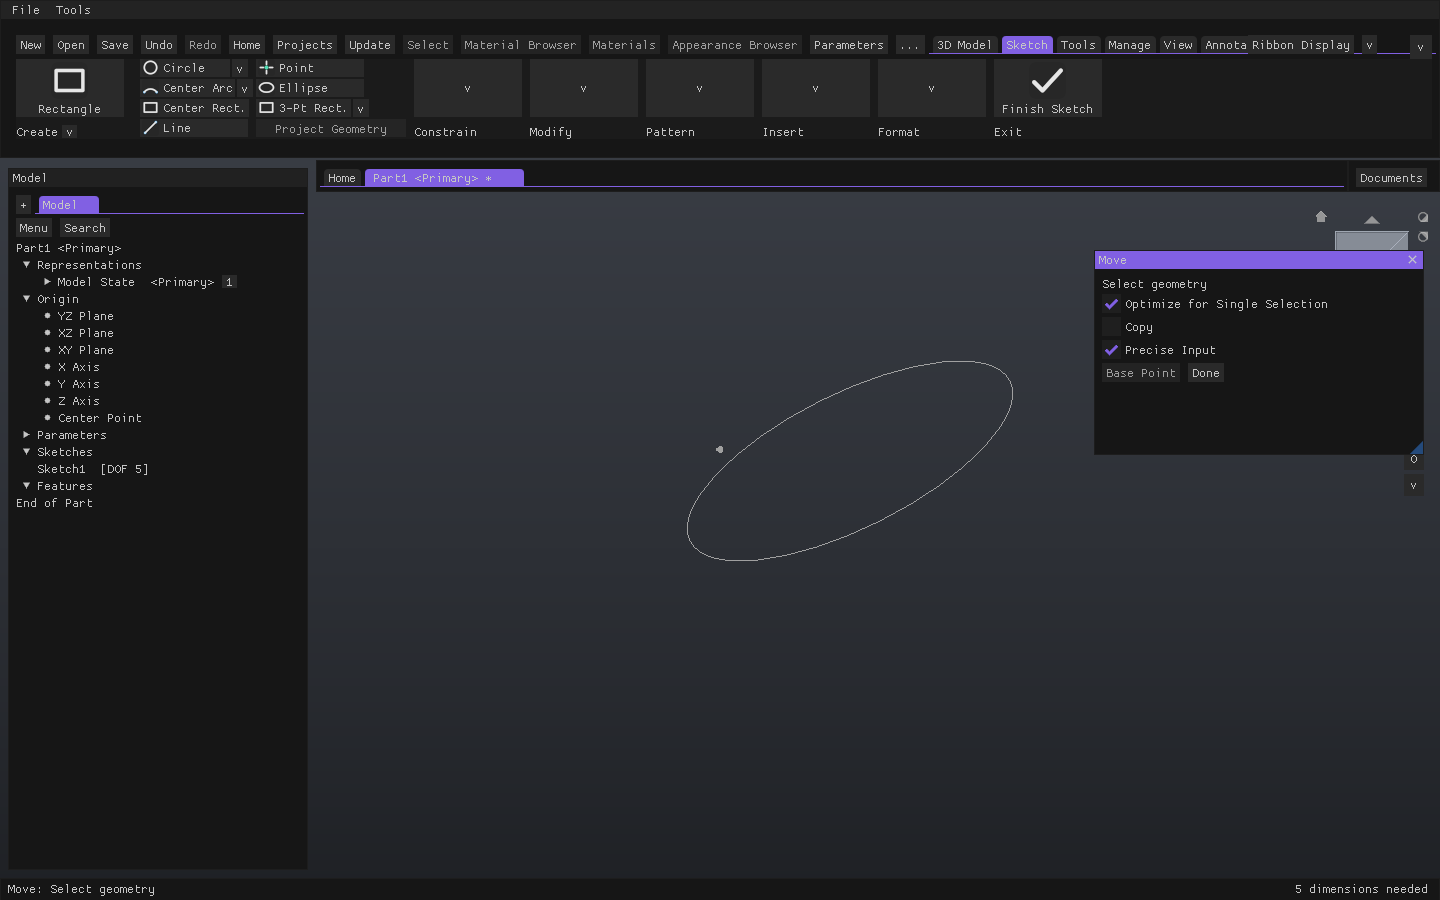 File Tools
New Open Save Undo Redo Home Projects Update Select Material Browser Materials Appearance Browser Parameters ... 3D Model Sketch Tools Manage View Annota Ribbon Display v v
Rectangle
Create v
Circle v
Center Arc v
Center Rect.
Line
Point
Ellipse
3-Pt Rect. v
Project Geometry
v
Constrain
v
Modify
v
Pattern
v
Insert
v
Format
Finish Sketch
Exit
Model
+ Model
Menu Search
Part1 <Primary>
Representations
Model State <Primary> 1
Origin
YZ Plane
XZ Plane
XY Plane
X Axis
Y Axis
Z Axis
Center Point
Parameters
Sketches
Sketch1 [DOF 5]
Features
End of Part
Home Part1 <Primary> * Documents
Move
Select geometry
Optimize for Single Selection
Copy
Precise Input
Base Point Done
O
v
Move: Select geometry
5 dimensions needed